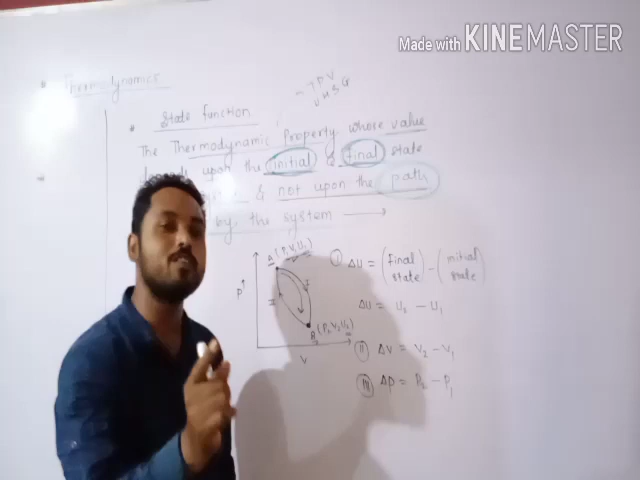 Made with KINEMASTER
Thermodynamics
- T P V
U H S G
State function
The Thermodynamic Property whose value
depends upon the initial & final state
& not upon the path
by, the system
A (P1 V1 U1)
I ΔU = (final state) - (initial state)
P
B (P2 V2 U2)
ΔU = U2 - U1
V
II ΔV = V2 - V1
III ΔP = P2 - P1